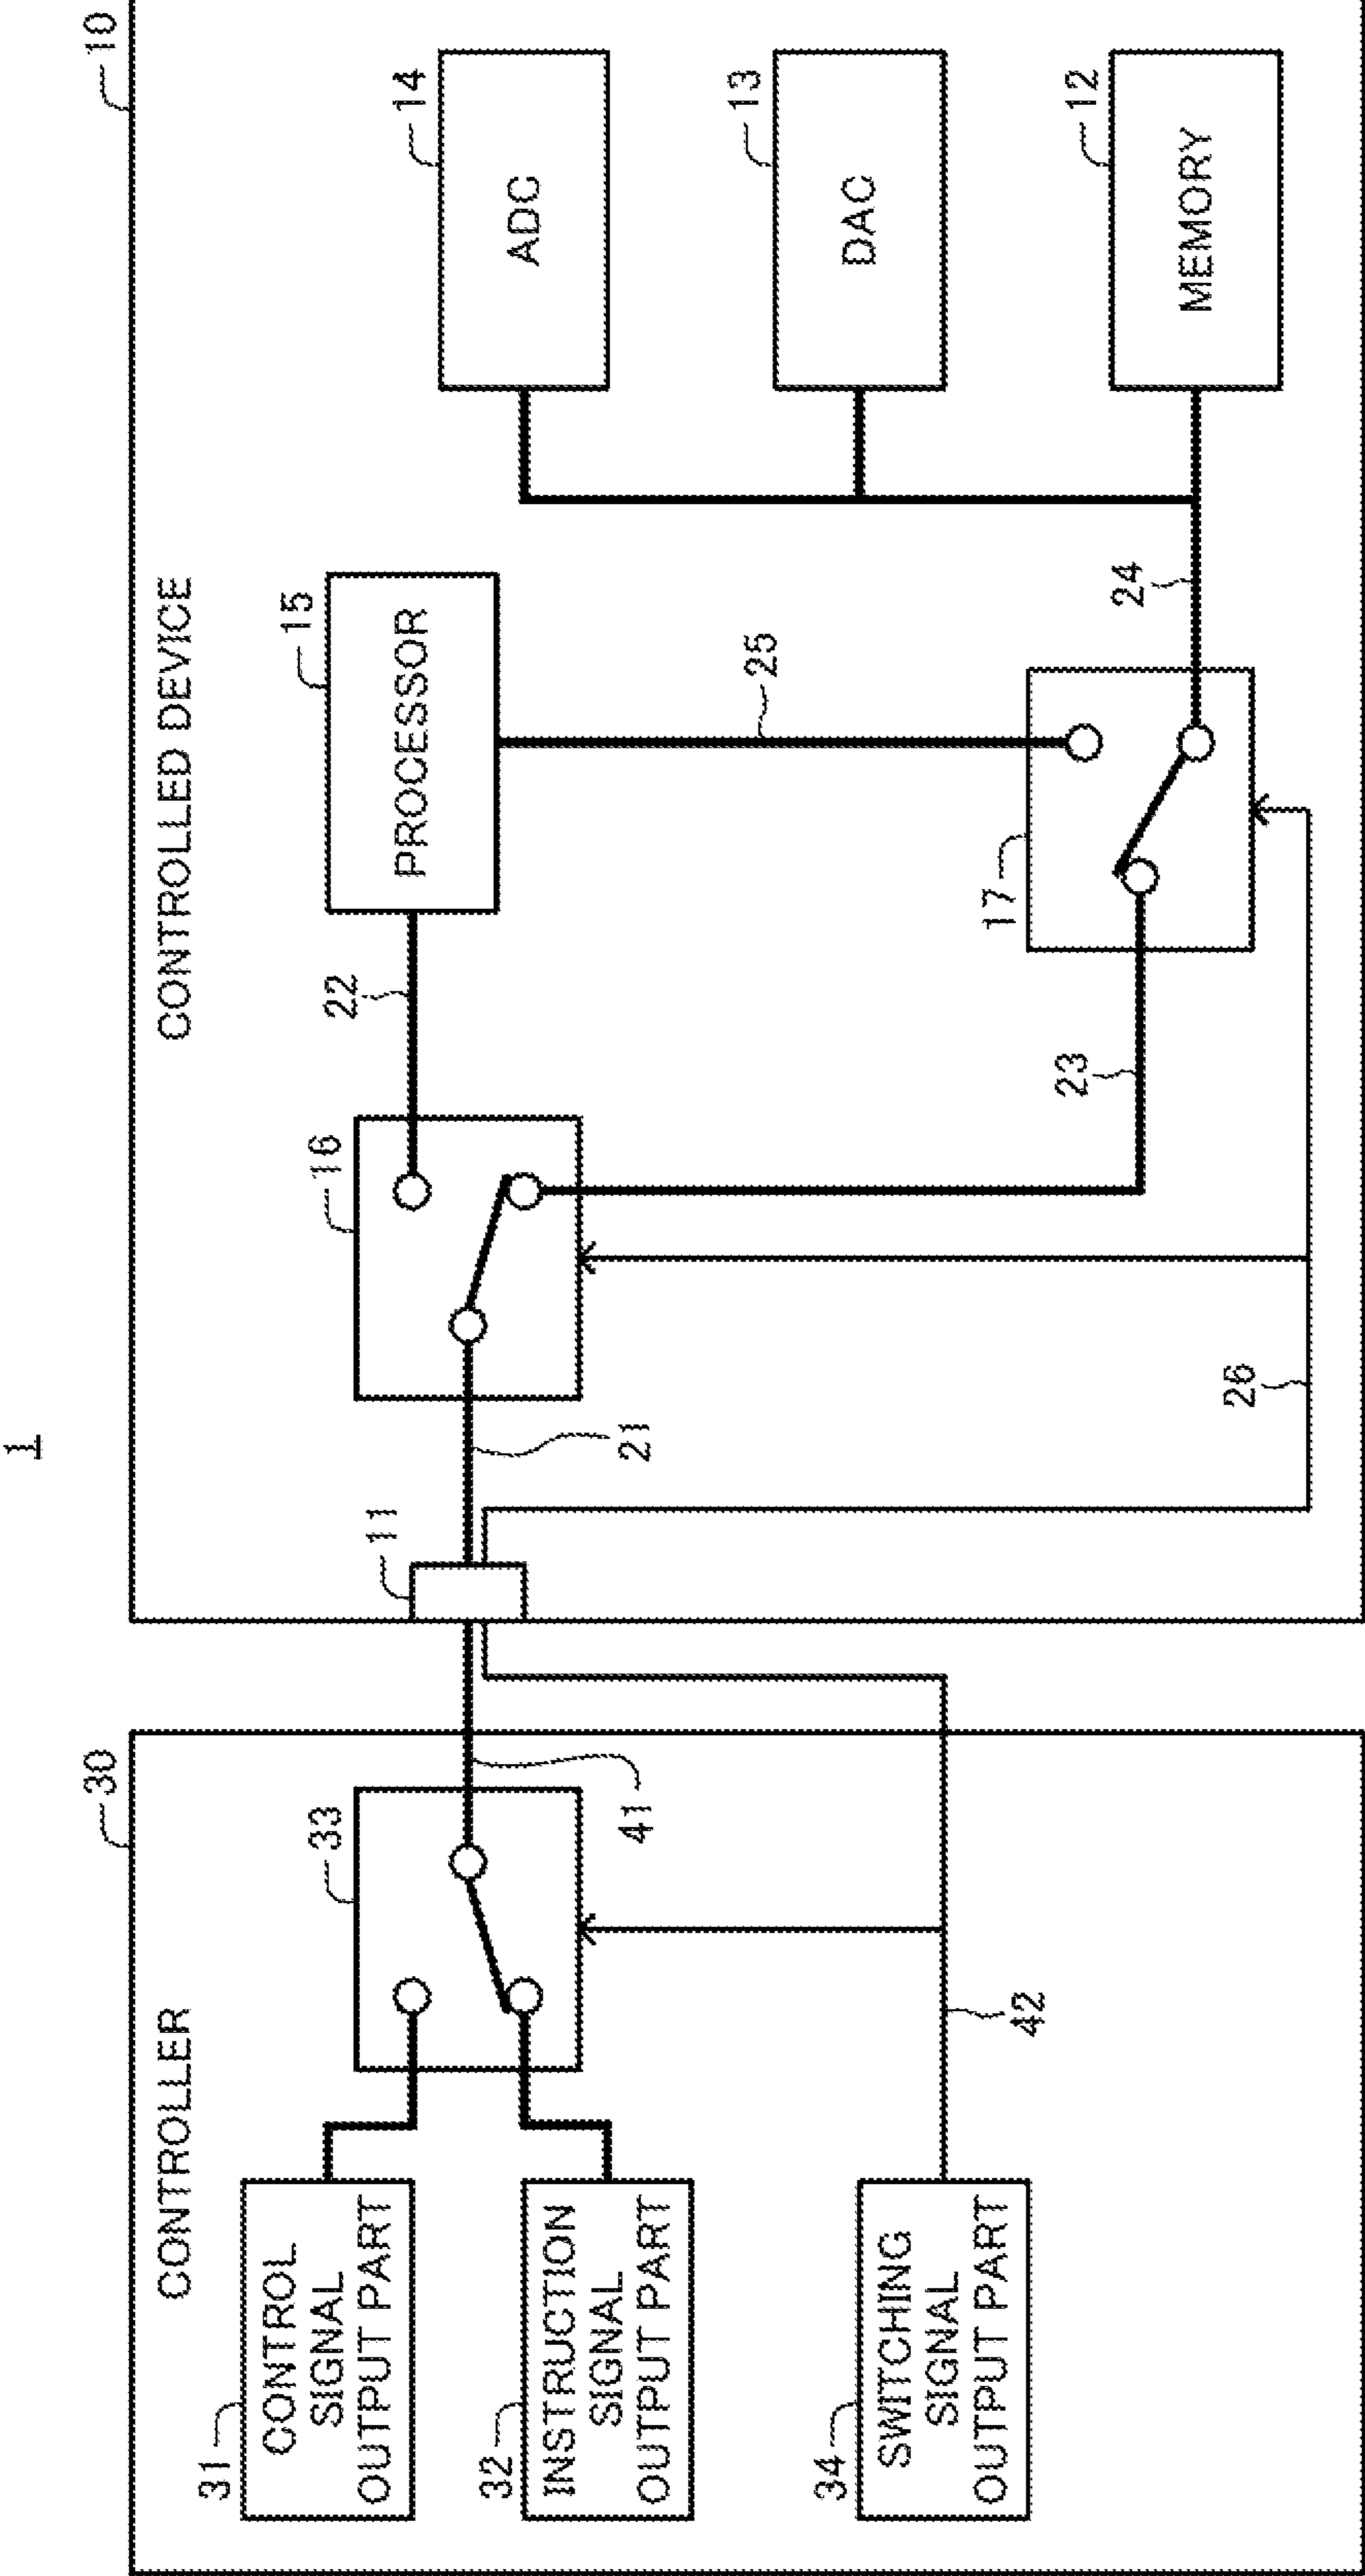 1
30
CONTROLLER
31
CONTROL
SIGNAL
OUTPUT PART
32
INSTRUCTION
SIGNAL
OUTPUT PART
33
41
34
SWITCHING
SIGNAL
OUTPUT PART
42
10
CONTROLLED DEVICE
11
21
16
22
15
PROCESSOR
14
ADC
13
DAC
12
MEMORY
25
17
24
23
26